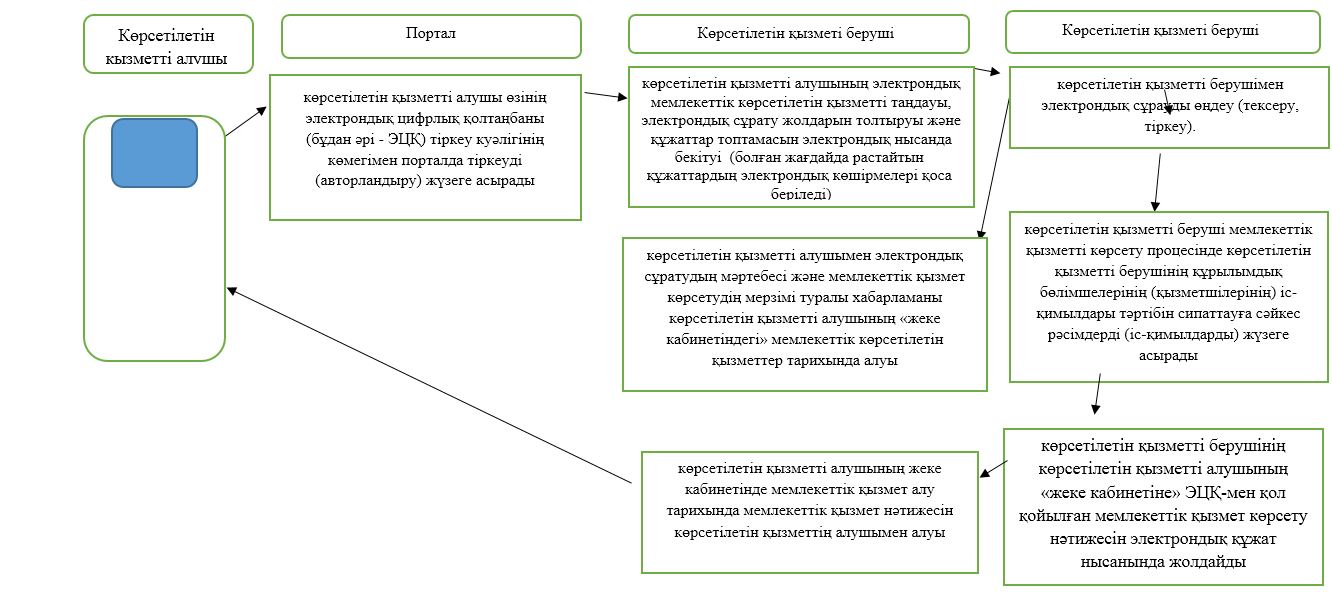 Көрсетілетін
қызметті алушы
Портал
Көрсетілетін қызметі беруші
Көрсетілетін қызметі беруші
көрсетілетін қызметті алушы өзінің
электрондық цифрлық қолтаңбаны
(бұдан әрі - ЭЦҚ) тіркеу куәлігінің
көмегімен порталда тіркеуді
(авторландыру) жүзеге асырады
көрсетілетін қызметті алушының электрондық
мемлекеттік көрсетілетін қызметті таңдауы,
электрондық сұрату жолдарын толтыруы және
құжаттар топтамасын электрондық нысанда
бекітуі (болған жағдайда растайтын
құжаттардың электрондық көшірмелері қоса
беріледі)
көрсетілетін қызметті берушімен
электрондық сұрауды өңдеу (тексеру,
тіркеу).
көрсетілетін қызметті алушымен электрондық
сұратудың мәртебесі және мемлекеттік қызмет
көрсетудің мерзімі туралы хабарламаны
көрсетілетін қызметті алушының «жеке
кабинетіндегі» мемлекеттік көрсетілетін
қызметтер тарихында алуы
көрсетілетін қызметті беруші мемлекеттік
қызметті көрсету процесінде көрсетілетін
қызметті берушінің құрылымдық
бөлімшелерінің (қызметшілерінің) іс-
қимылдары тәртібін сипаттауға сәйкес
рәсімдерді (іс-қимылдарды) жүзеге
асырады
көрсетілетін қызметті алушының жеке
кабинетінде мемлекеттік қызмет алу
тарихында мемлекеттік қызмет нәтижесін
көрсетілетін қызметтің алушымен алуы
көрсетілетін қызметті берушінің
көрсетілетін қызметті алушының
«жеке кабинетіне» ЭЦҚ-мен қол
қойылған мемлекеттік қызмет көрсету
нәтижесін электрондық құжат
нысанында жолдайды